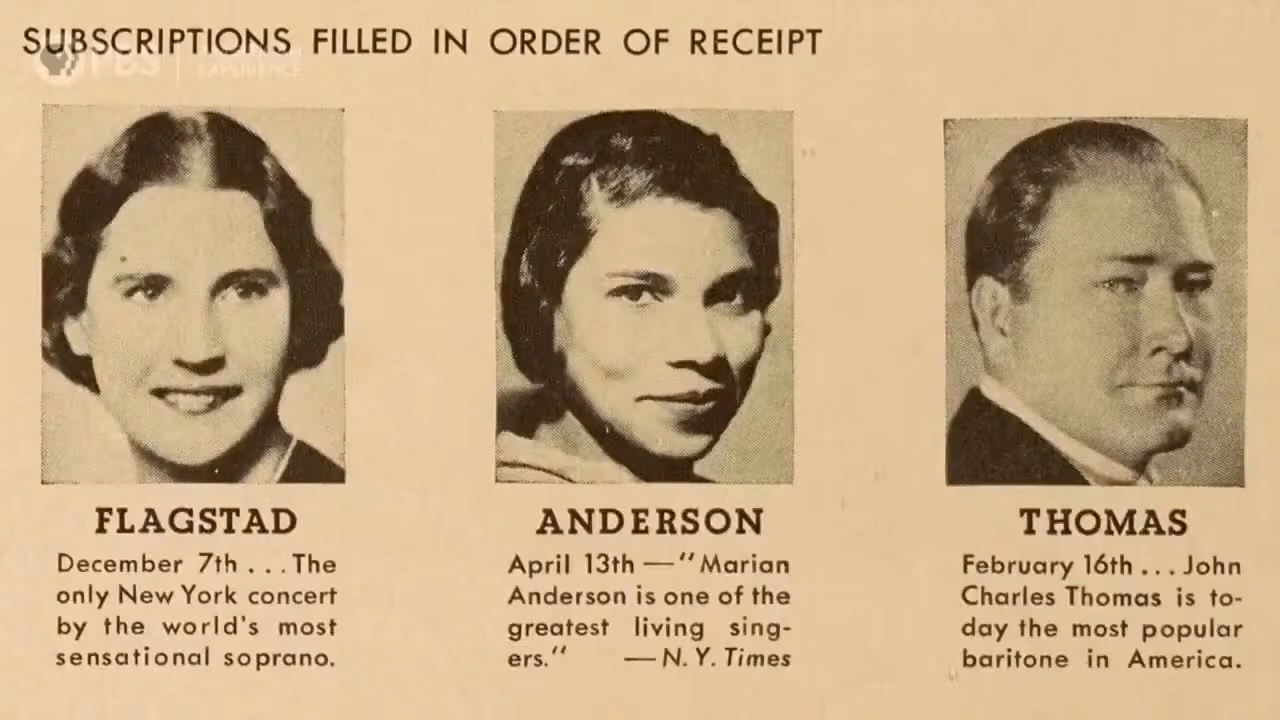 SUBSCRIPTIONS FILLED IN ORDER OF RECEIPT
PBS
EXPERIENCE
FLAGSTAD
December 7th . . . The
only New York concert
by the world's most
sensational soprano.
ANDERSON
April 13th — "Marian
Anderson is one of the
greatest living sing-
ers." — N. Y. Times
THOMAS
February 16th . . . John
Charles Thomas is to-
day the most popular
baritone in America.